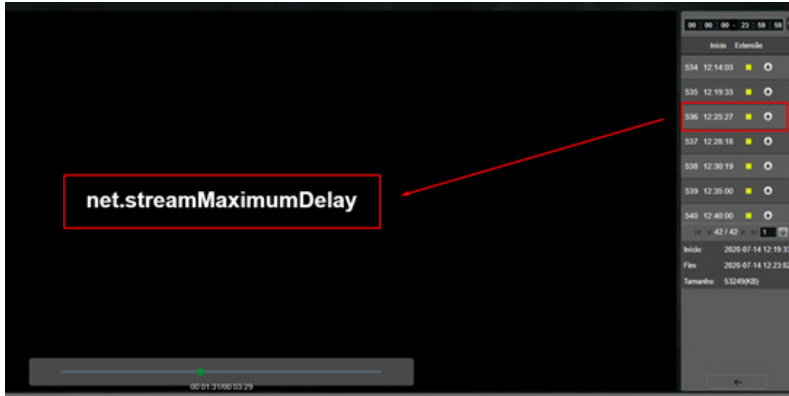 00 : 00 : 00 - 23 : 59 : 59
Início Extensão
534 12:14:03
535 12:19:33
536 12:25:27
537 12:28:18
538 12:30:19
539 12:35:00
540 12:40:00
42 / 42 1
Início: 2020-07-14 12:19:33
Fim: 2020-07-14 12:23:02
Tamanho: 53249(KB)
net.streamMaximumDelay
00:01:31/00:03:29